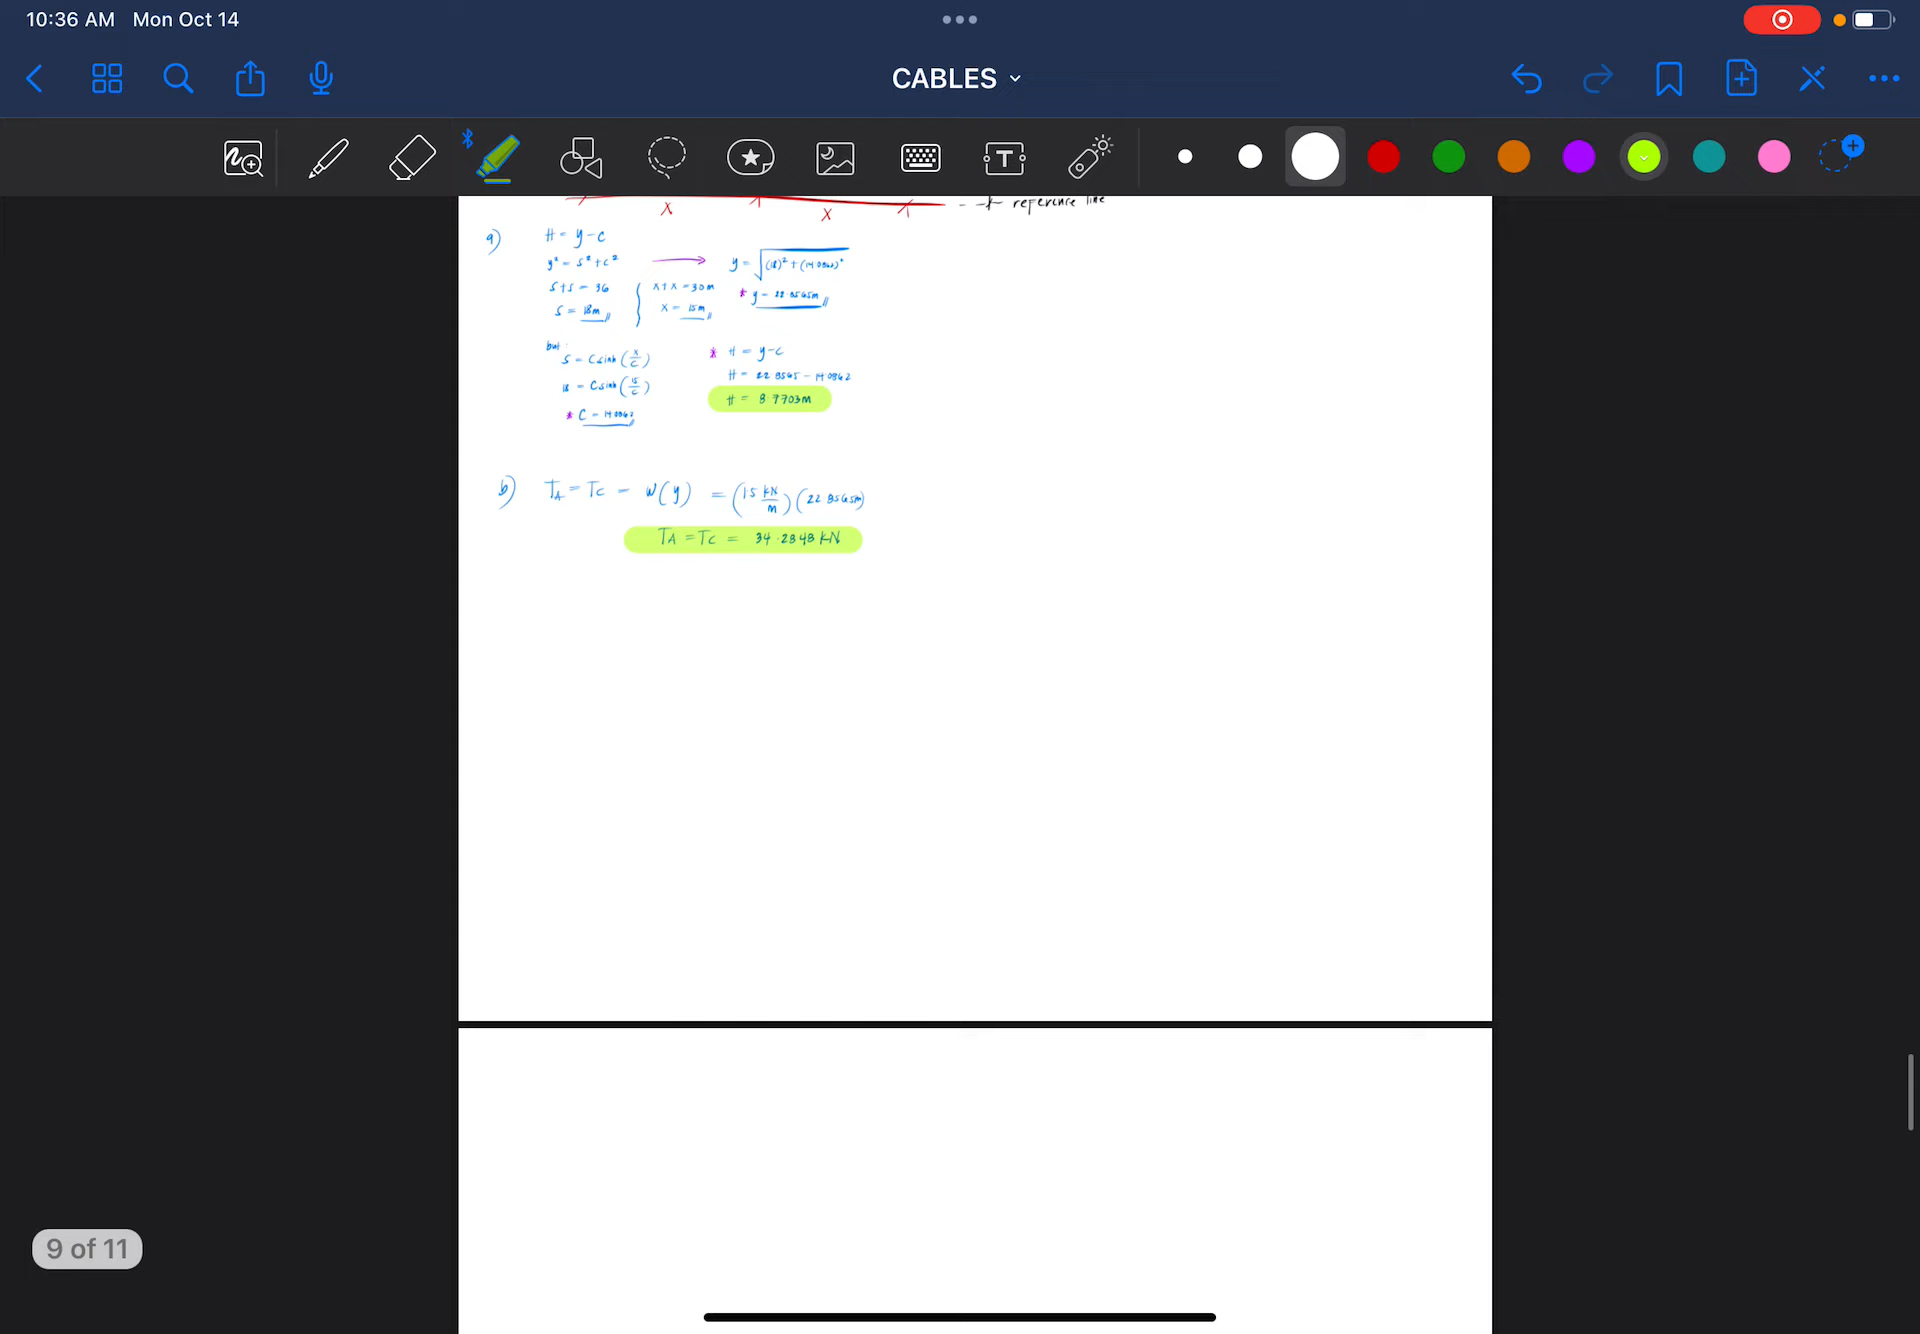 10:36 AM Mon Oct 14
CABLES
T
x
x
reference line
a)
H = y-c
y² = s² + c²
y = √(18)² + (14.0862)²
s+s = 36
x+x = 30m
* y = 22.8565m
s = 18m
x = 15m
but:
s = c sinh (x/c)
* H = y-c
18 = c sinh (15/c)
H = 22.8565 - 14.0862
H = 8.7703m
* C = 14.0862
b) TA = Tc = W(y) = (15 kN/m) (22.8565m)
TA = Tc = 34.2848 kN
9 of 11